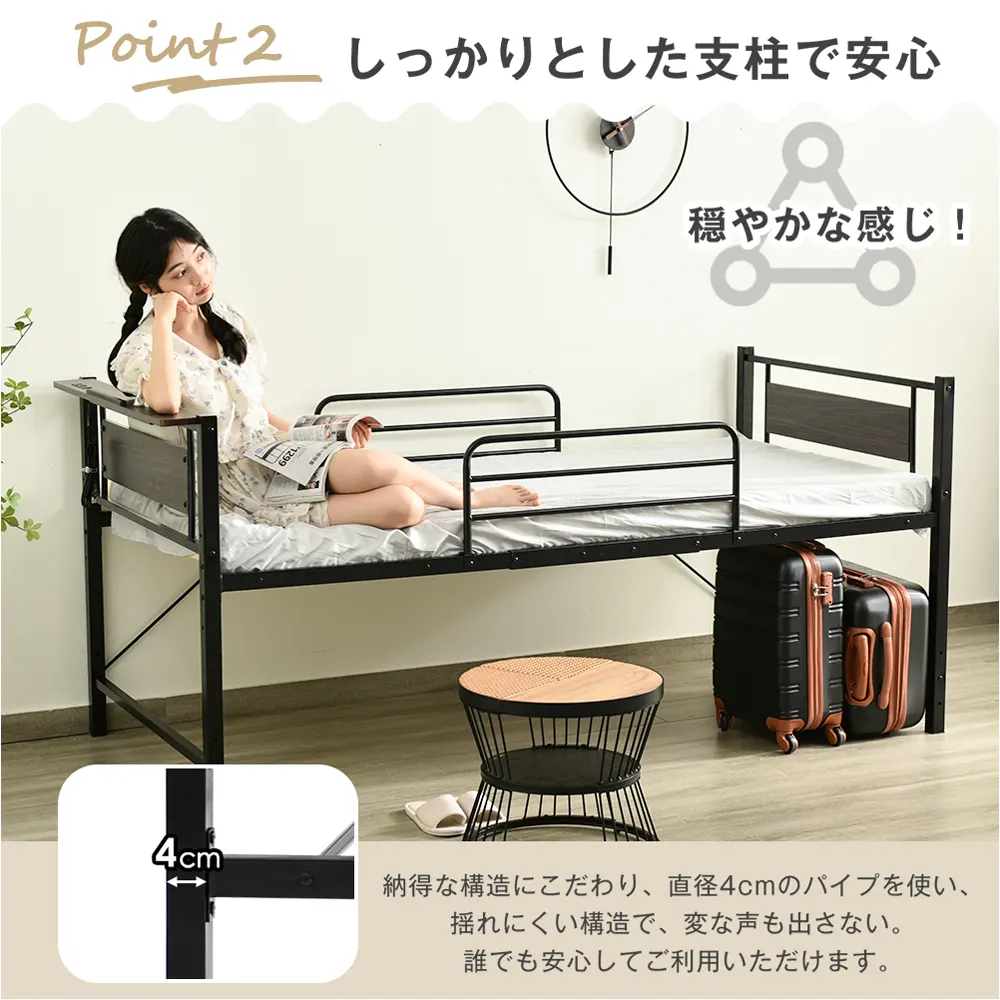 Point 2
しっかりとした支柱で安心
穏やかな感じ！
1299
4cm
納得な構造にこだわり、直径4cmのパイプを使い、
揺れにくい構造で、変な声も出さない。
誰でも安心してご利用いただけます。